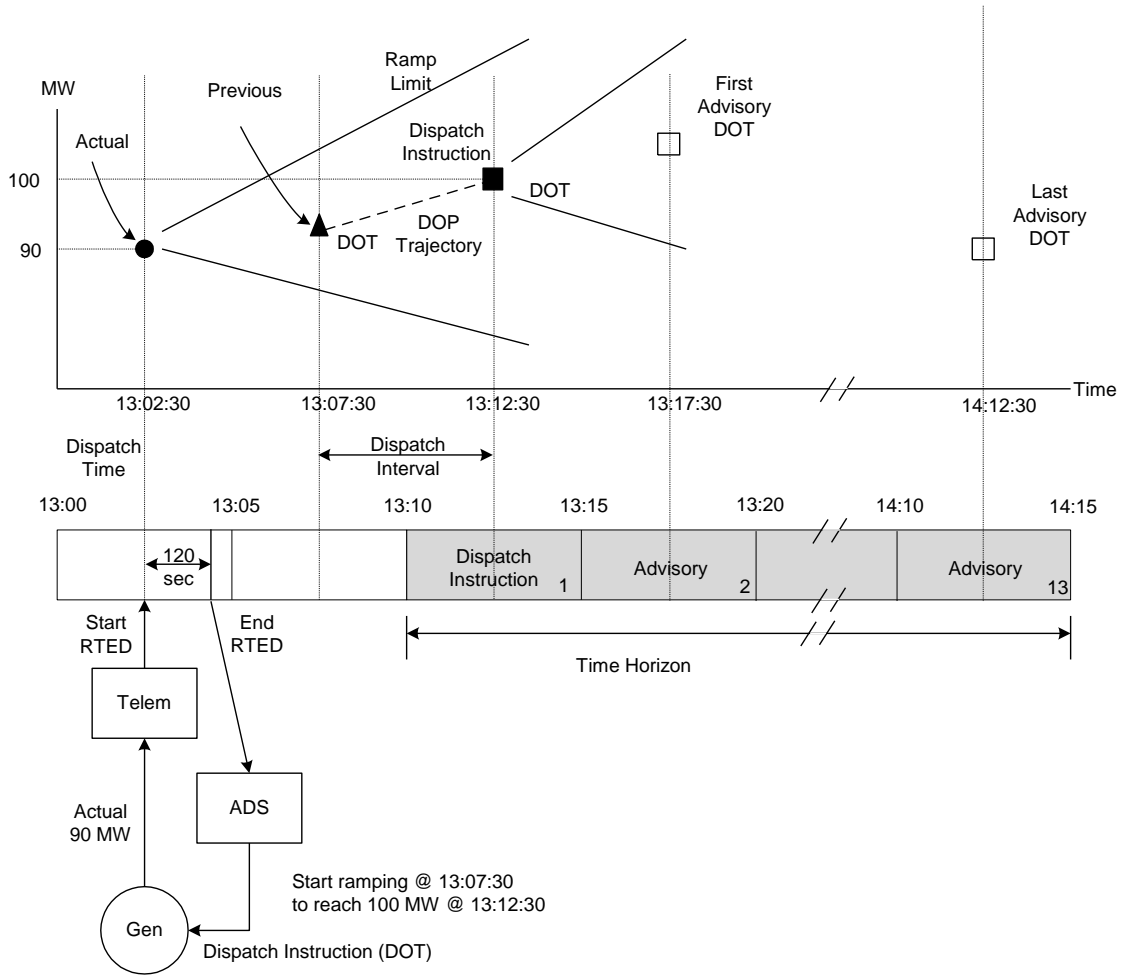 Ramp
Limit
MW
Previous
First
Advisory
DOT
Actual
Dispatch
Instruction
100
DOT
DOP
Trajectory
DOT
90
Last
Advisory
DOT
Time
13:02:30
13:07:30
13:12:30
13:17:30
14:12:30
Dispatch
Time
Dispatch
Interval
13:00
13:05
13:10
13:15
13:20
14:10
14:15
120
sec
Dispatch
Instruction
1
Advisory
2
Advisory
13
Start
RTED
End
RTED
Time Horizon
Telem
ADS
Actual
90 MW
Start ramping @ 13:07:30
to reach 100 MW @ 13:12:30
Gen
Dispatch Instruction (DOT)